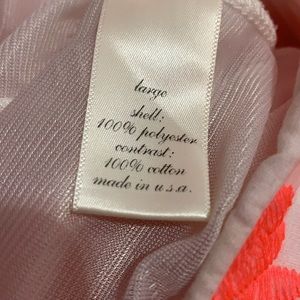 large
shell:
100% polyester
contrast:
100% cotton
made in u.s.a.